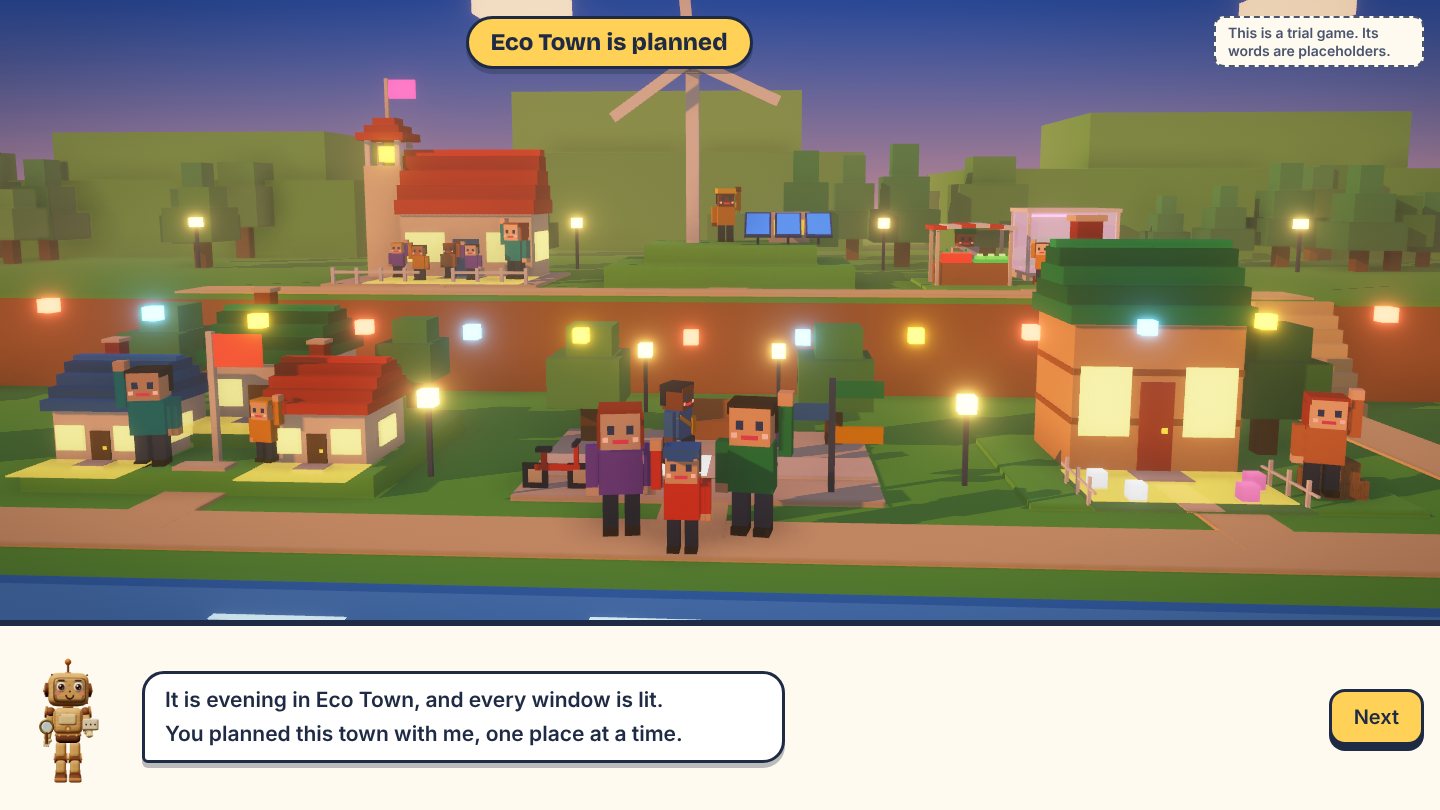 Eco Town is planned
This is a trial game. Its
words are placeholders.
It is evening in Eco Town, and every window is lit.
You planned this town with me, one place at a time.
Next